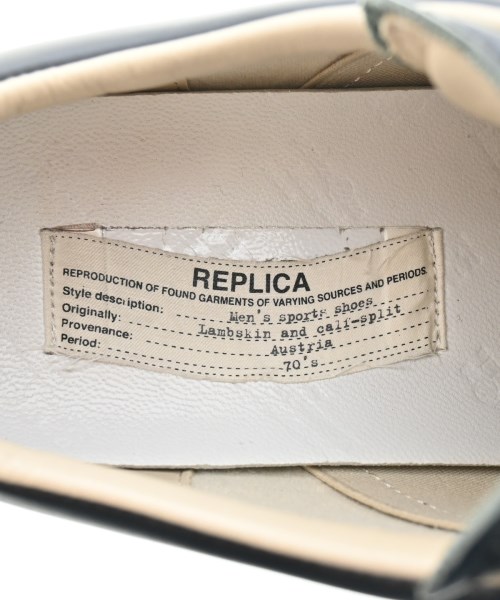 REPLICA
REPRODUCTION OF FOUND GARMENTS OF VARYING SOURCES AND PERIODS.
Style description: Men's sports shoes
Originally: Lambskin and calf-split
Provenance: Austria
Period: 70's